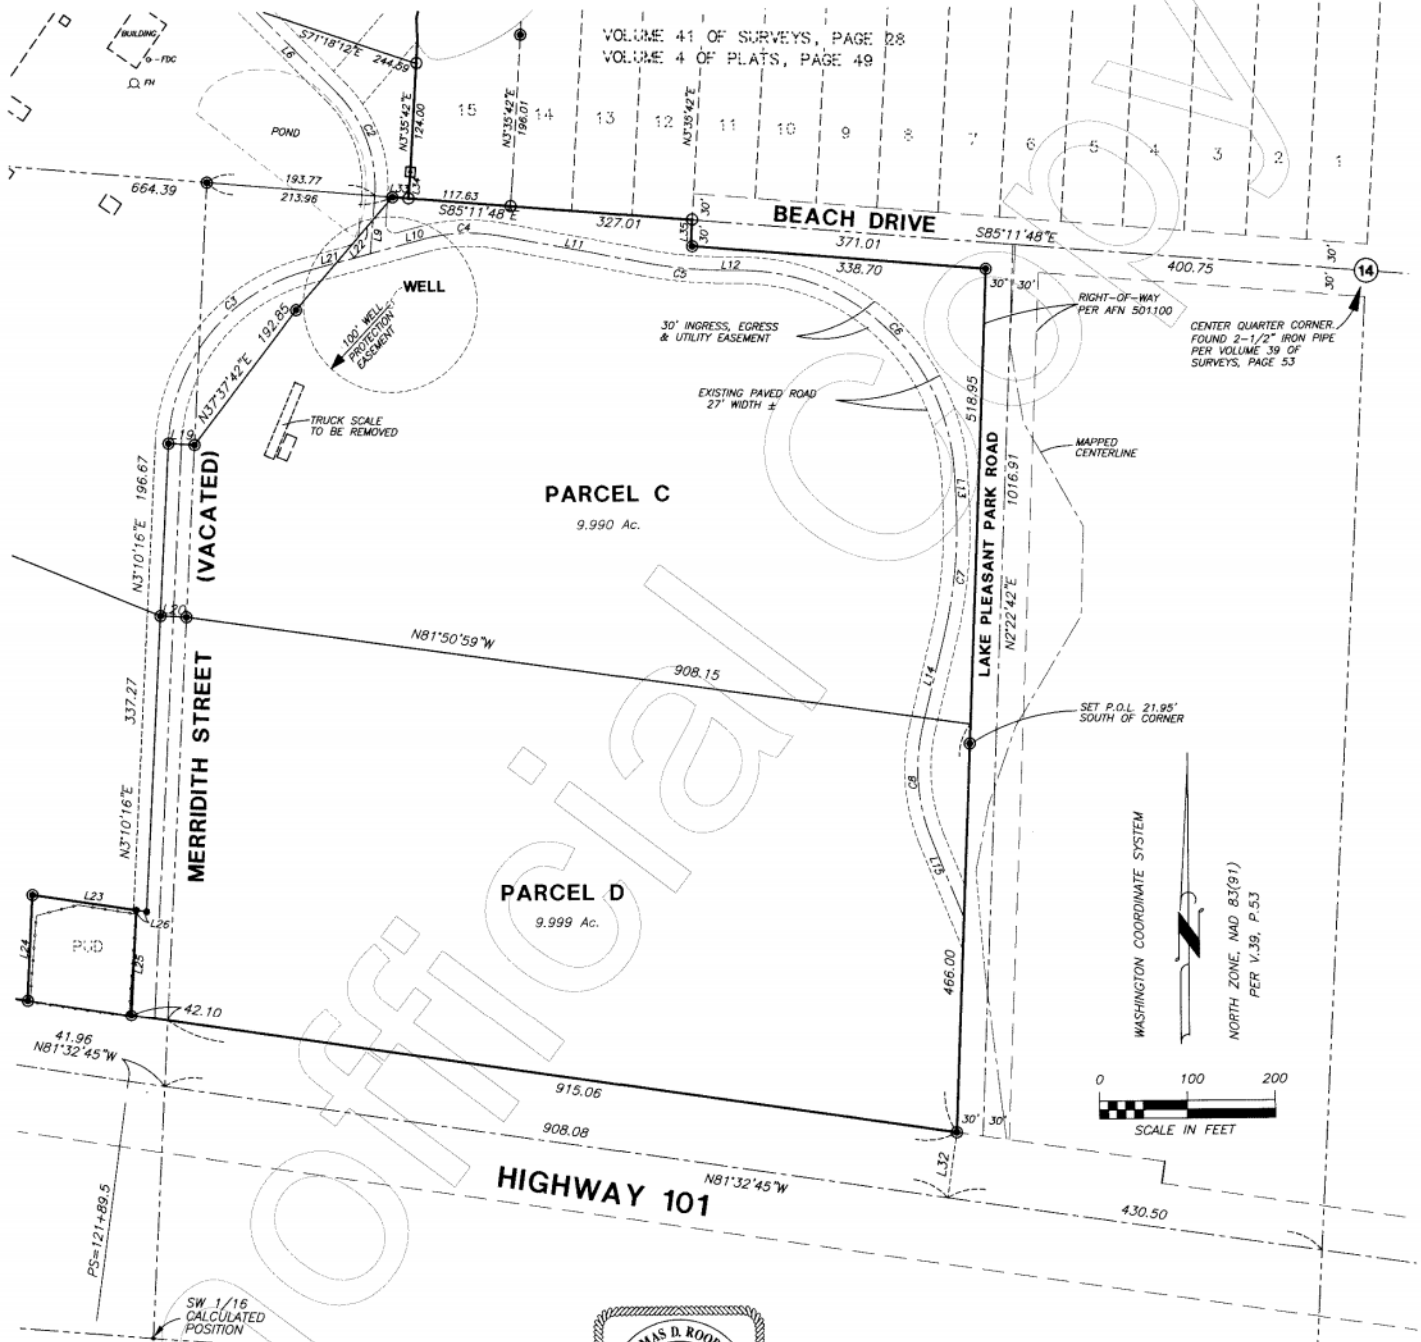 VOLUME 41 OF SURVEYS, PAGE 28
VOLUME 4 OF PLATS, PAGE 49
BUILDING
FDC
FH
L6
S71°18'12"E
244.59
C2
POND
N3°35'42"E
124.00
N3°35'42"E
196.01
N3°35'42"E
15
14
13
12
11
10
9
8
7
6
5
4
3
2
1
664.39
193.77
213.96
L33
L34
117.63
S85°11'48"E
327.01
L35
30'
30'
BEACH DRIVE
371.01
338.70
S85°11'48"E
400.75
30'
30'
14
30'
30'
L9
L10
C4
L11
C5
L12
C6
L21
L22
C3
WELL
100' WELL
PROTECTION
EASEMENT
192.85
N37°37'42"E
30' INGRESS, EGRESS
& UTILITY EASEMENT
RIGHT-OF-WAY
PER AFN 501100
CENTER QUARTER CORNER.
FOUND 2-1/2" IRON PIPE
PER VOLUME 39 OF
SURVEYS, PAGE 53
EXISTING PAVED ROAD
27' WIDTH ±
518.95
TRUCK SCALE
TO BE REMOVED
L19
MAPPED
CENTERLINE
196.67
N3°10'16"E
(VACATED)
PARCEL C
9.990 Ac.
L13
C7
LAKE PLEASANT PARK ROAD
1016.91
N2°22'42"E
L20
N81°50'59"W
908.15
L14
337.27
N3°10'16"E
MERRIDITH STREET
SET P.O.L. 21.95'
SOUTH OF CORNER
C8
L15
PARCEL D
9.999 Ac.
WASHINGTON COORDINATE SYSTEM
NORTH ZONE, NAD 83(91)
PER V.39, P.53
L23
L26
L24
PUD
L25
42.10
466.00
41.96
N81°32'45"W
915.06
908.08
30'
30'
0
100
200
SCALE IN FEET
L32
HIGHWAY 101
N81°32'45"W
430.50
PS=121+89.5
SW 1/16
CALCULATED
POSITION
MAS D. ROOR
nofficial Copy